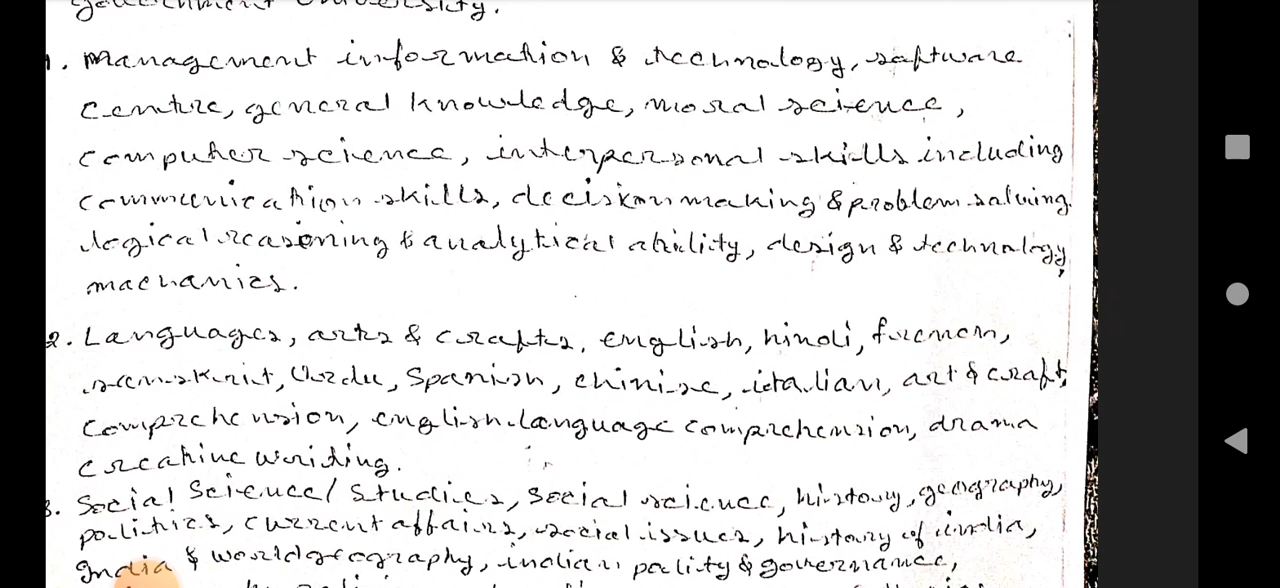 government university.
1. Management information & technology, software
centre, general knowledge, moral science,
computer science, interpersonal skills including
communication skills, decision making & problem solving.
logical reasoning & analytical ability, design & technology,
mechanics.
2. Languages, arts & crafts, english, hindi, french,
sanskrit, Urdu, Spanish, chinise, italian, art & craft,
comprehension, english language comprehension, drama
creative writing.
3. Social Science/ Studies, social science, history, geography,
politics, current affairs, social issues, history of india,
India & world geography, indian polity & governance,